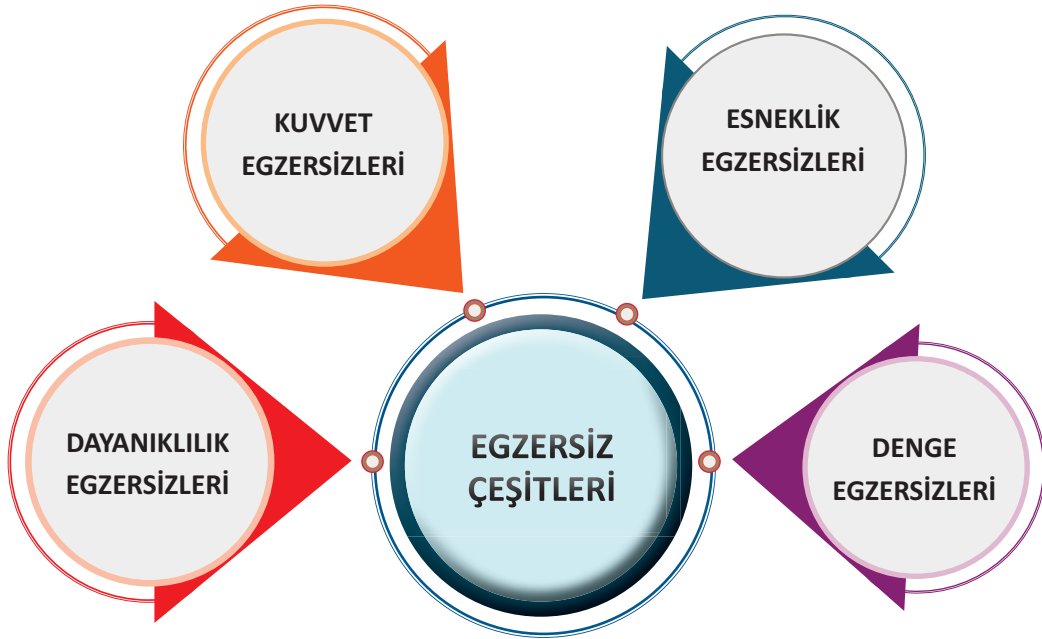 KUVVET
EGZERSİZLERİ
ESNEKLİK
EGZERSİZLERİ
DAYANIKLILIK
EGZERSİZLERİ
EGZERSİZ
ÇEŞİTLERİ
DENGE
EGZERSİZLERİ